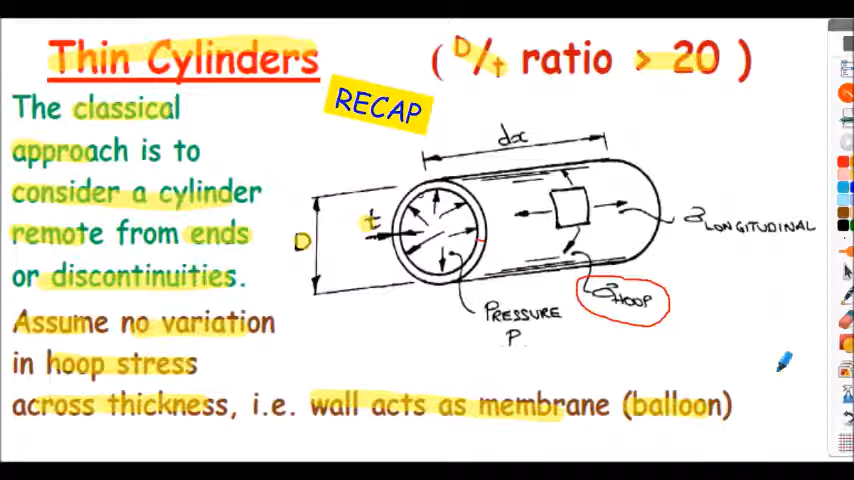 Thin Cylinders ( D/t ratio > 20 )
RECAP
The classical
approach is to
consider a cylinder
remote from ends
or discontinuities.
Assume no variation
in hoop stress
across thickness, i.e. wall acts as membrane (balloon)
dx
t
D
σ LONGITUDINAL
σ HOOP
PRESSURE
P